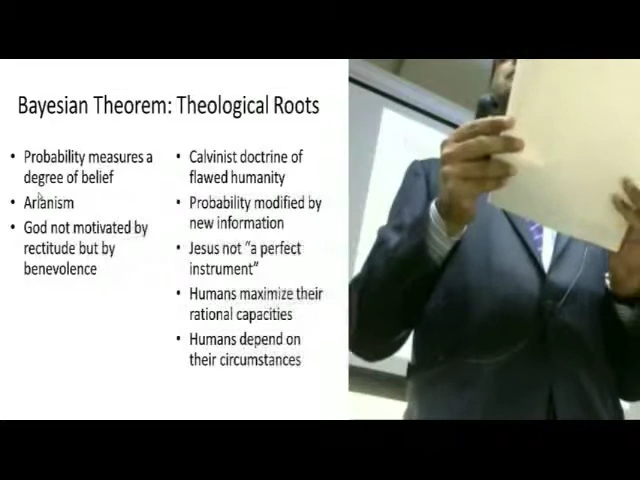 Bayesian Theorem: Theological Roots
• Probability measures a
degree of belief
• Arianism
• God not motivated by
rectitude but by
benevolence
• Calvinist doctrine of
flawed humanity
• Probability modified by
new information
• Jesus not “a perfect
instrument”
• Humans maximize their
rational capacities
• Humans depend on
their circumstances